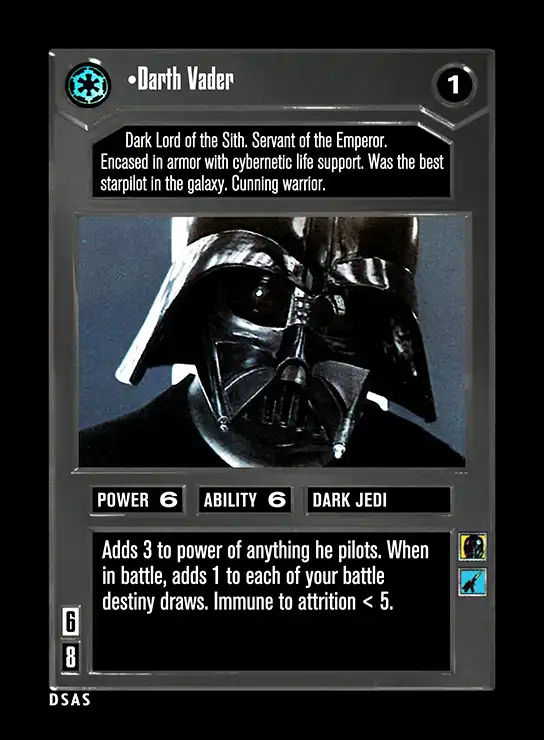 •Darth Vader
1
Dark Lord of the Sith. Servant of the Emperor.
Encased in armor with cybernetic life support. Was the best
starpilot in the galaxy. Cunning warrior.
POWER 6 ABILITY 6 DARK JEDI
Adds 3 to power of anything he pilots. When
in battle, adds 1 to each of your battle
destiny draws. Immune to attrition < 5.
6
8
DSAS